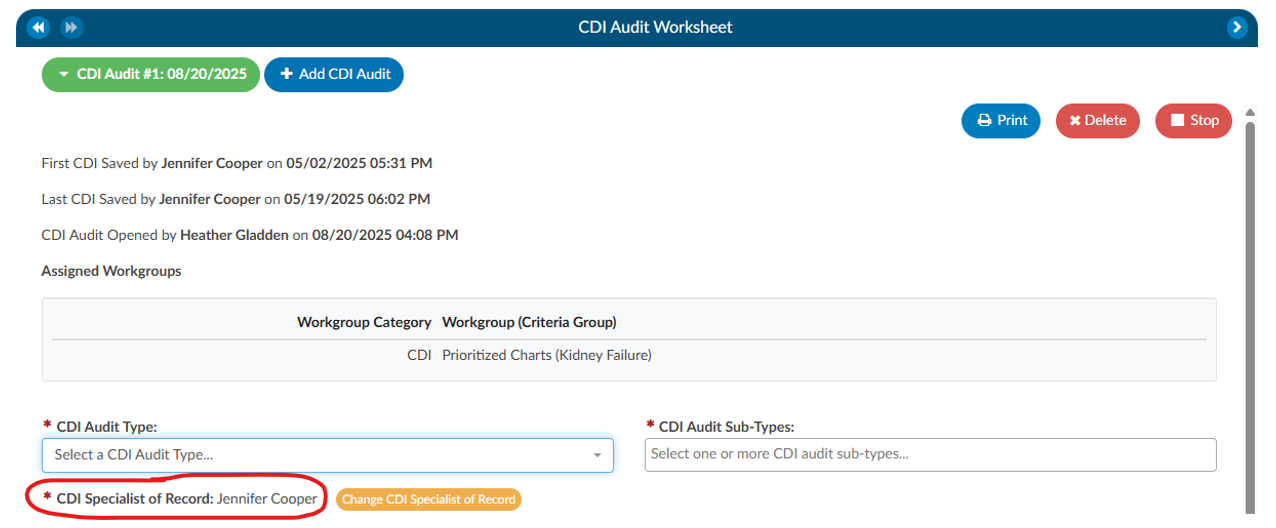 CDI Audit Worksheet
CDI Audit #1: 08/20/2025 Add CDI Audit
Print Delete Stop
First CDI Saved by Jennifer Cooper on 05/02/2025 05:31 PM
Last CDI Saved by Jennifer Cooper on 05/19/2025 06:02 PM
CDI Audit Opened by Heather Gladden on 08/20/2025 04:08 PM
Assigned Workgroups
Workgroup Category Workgroup (Criteria Group)
CDI Prioritized Charts (Kidney Failure)
* CDI Audit Type: * CDI Audit Sub-Types:
Select a CDI Audit Type... Select one or more CDI audit sub-types...
* CDI Specialist of Record: Jennifer Cooper Change CDI Specialist of Record